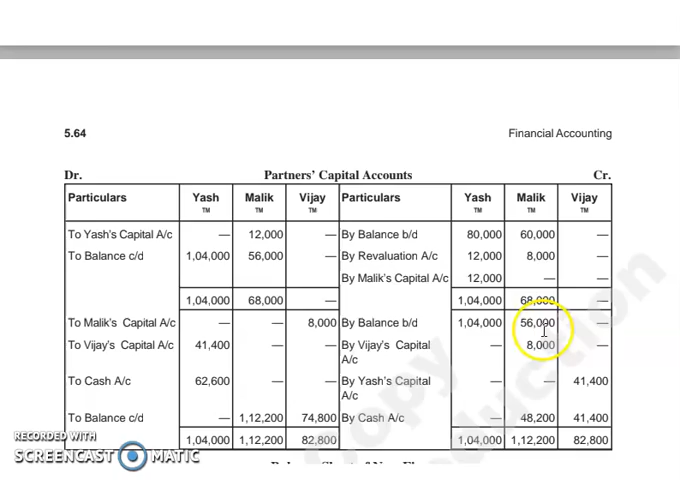 5.64 Financial Accounting
Dr. Partners' Capital Accounts Cr.
Particulars Yash Malik Vijay Particulars Yash Malik Vijay
TM TM TM TM TM TM
To Yash's Capital A/c — 12,000 — By Balance b/d 80,000 60,000 —
To Balance c/d 1,04,000 56,000 — By Revaluation A/c 12,000 8,000 —
By Malik's Capital A/c 12,000 — —
1,04,000 68,000 — 1,04,000 68,000 —
To Malik's Capital A/c — — 8,000 By Balance b/d 1,04,000 56,000 —
To Vijay's Capital A/c 41,400 — — By Vijay's Capital — 8,000 —
A/c
To Cash A/c 62,600 — — By Yash's Capital — — 41,400
A/c
To Balance c/d — 1,12,200 74,800 By Cash A/c — 48,200 41,400
1,04,000 1,12,200 82,800 1,04,000 1,12,200 82,800
RECORDED WITH
SCREENCAST MATIC